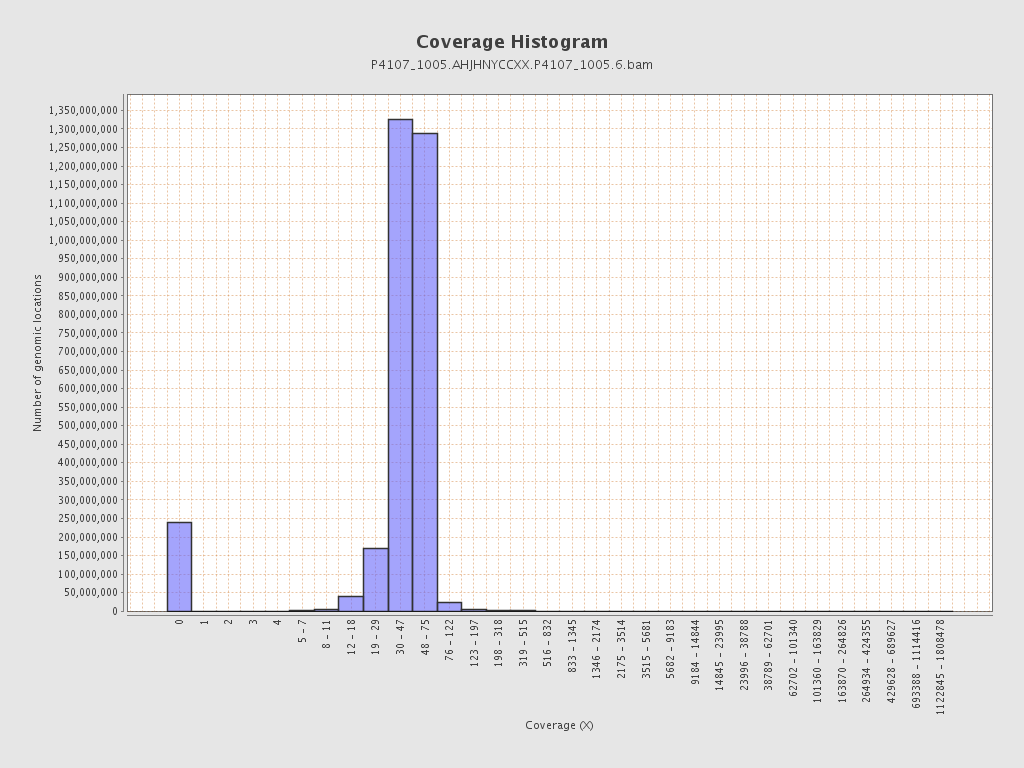 Coverage Histogram
P4107_1005.AHJHNYCCXX.P4107_1005.6.bam
Number of genomic locations
1,350,000,000
1,300,000,000
1,250,000,000
1,200,000,000
1,150,000,000
1,100,000,000
1,050,000,000
1,000,000,000
950,000,000
900,000,000
850,000,000
800,000,000
750,000,000
700,000,000
650,000,000
600,000,000
550,000,000
500,000,000
450,000,000
400,000,000
350,000,000
300,000,000
250,000,000
200,000,000
150,000,000
100,000,000
50,000,000
0
0
1
2
3
4
5 - 7
8 - 11
12 - 18
19 - 29
30 - 47
48 - 75
76 - 122
123 - 197
198 - 318
319 - 515
516 - 832
833 - 1345
1346 - 2174
2175 - 3514
3515 - 5681
5682 - 9183
9184 - 14844
14845 - 23995
23996 - 38788
38789 - 62701
62702 - 101340
101360 - 163829
163870 - 264826
264934 - 424355
429628 - 689627
693388 - 1114416
1122845 - 1808478
Coverage (X)